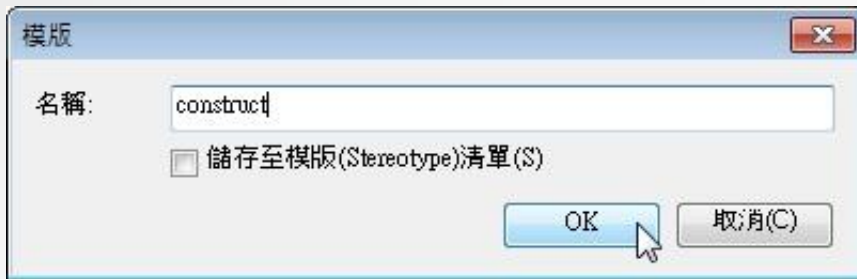 模版
名稱:
construct
儲存至模版(Stereotype)清單(S)
OK
取消(C)